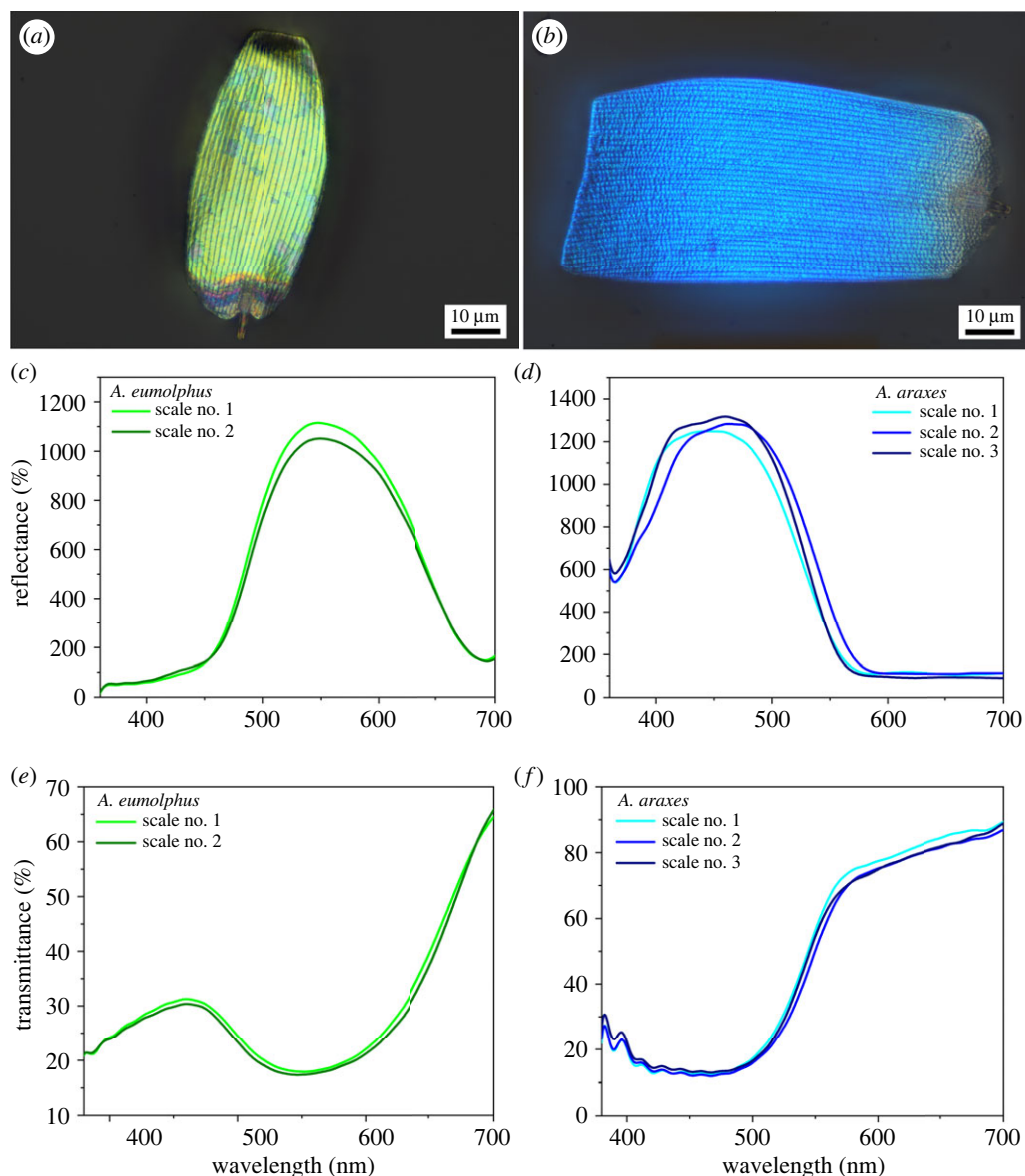 (a)
10 µm
(b)
10 µm
(c)
A. eumolphus
scale no. 1
scale no. 2
reflectance (%)
1200
1000
800
600
400
200
0
400 500 600 700
(d)
A. araxes
scale no. 1
scale no. 2
scale no. 3
1400
1200
1000
800
600
400
200
0
400 500 600 700
(e)
A. eumolphus
scale no. 1
scale no. 2
transmittance (%)
70
60
50
40
30
20
10
400 500 600 700
wavelength (nm)
(f)
A. araxes
scale no. 1
scale no. 2
scale no. 3
100
80
60
40
20
0
400 500 600 700
wavelength (nm)